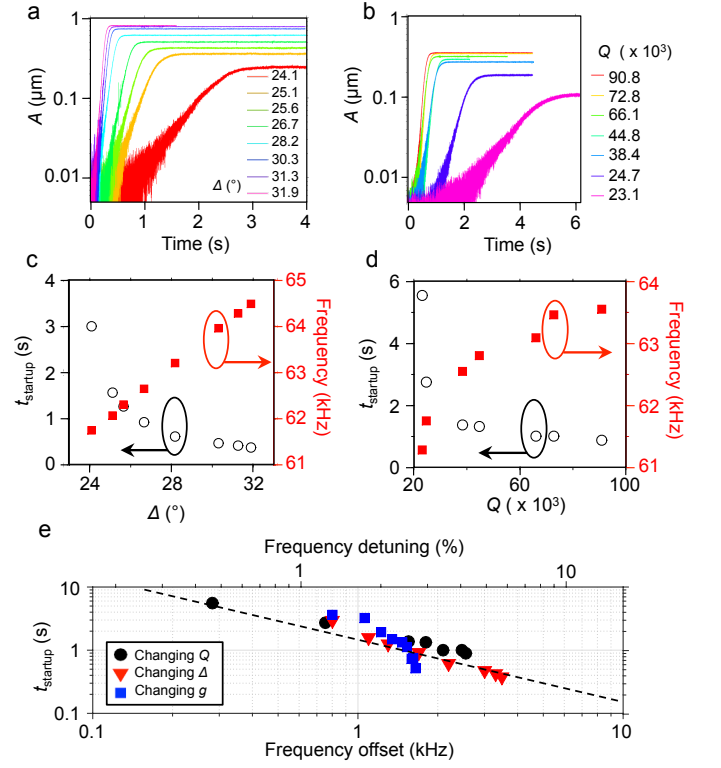 a
A (μm)
1
0.1
0.01
0 1 2 3 4
Time (s)
24.1
25.1
25.6
26.7
28.2
30.3
31.3
31.9
Δ (°)
b
A (μm)
1
0.1
0.01
0 2 4 6
Time (s)
Q ( x 10³)
90.8
72.8
66.1
44.8
38.4
24.7
23.1
c
t startup (s)
4
3
2
1
0
24 28 32
Δ (°)
65
64
63
62
61
Frequency
(kHz)
d
t startup (s)
6
4
2
0
20 60 100
Q ( x 10³)
64
63
62
61
Frequency
(kHz)
e
Frequency detuning (%)
1 10
t startup (s)
10
1
0.1
Changing Q
Changing Δ
Changing g
0.1 1 10
Frequency offset (kHz)